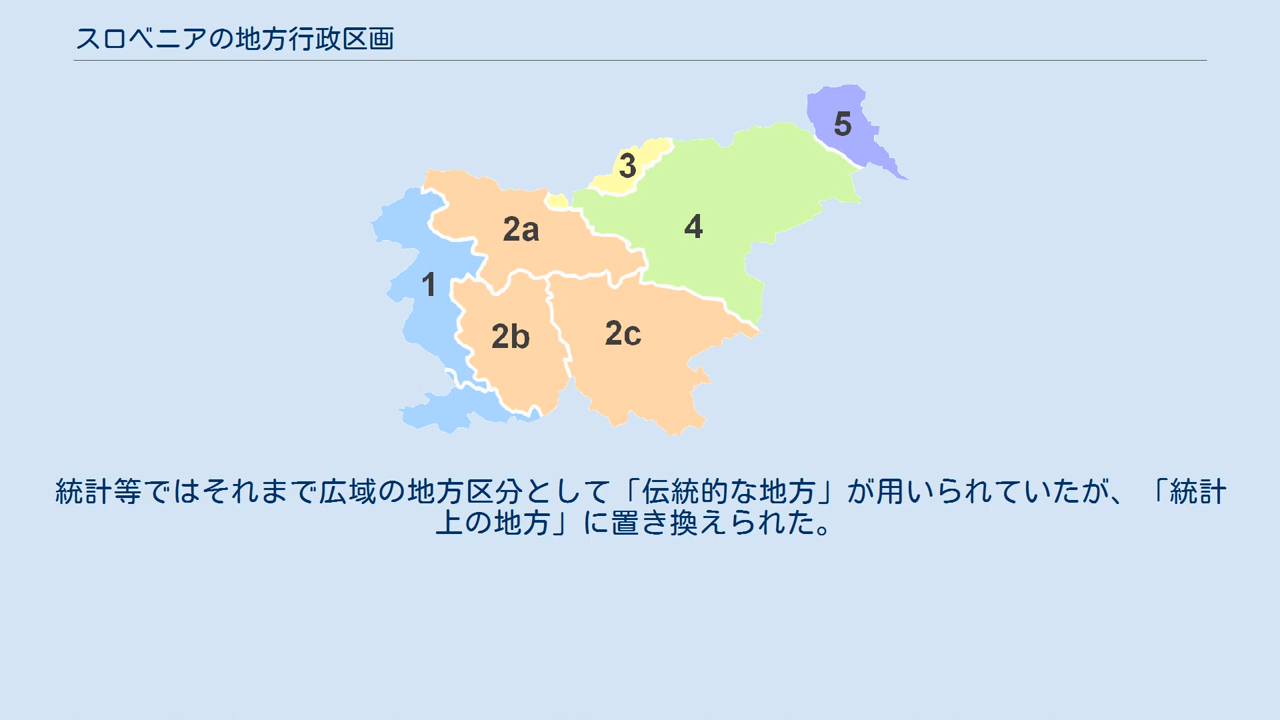 スロベニアの地方行政区画
5
3
4
2a
1
2b
2c
統計等ではそれまで広域の地方区分として「伝統的な地方」が用いられていたが、「統計
上の地方」に置き換えられた。